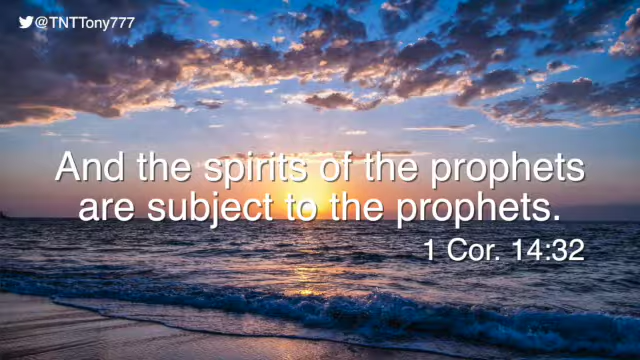 @TNTTony777
And the spirits of the prophets
are subject to the prophets.
1 Cor. 14:32